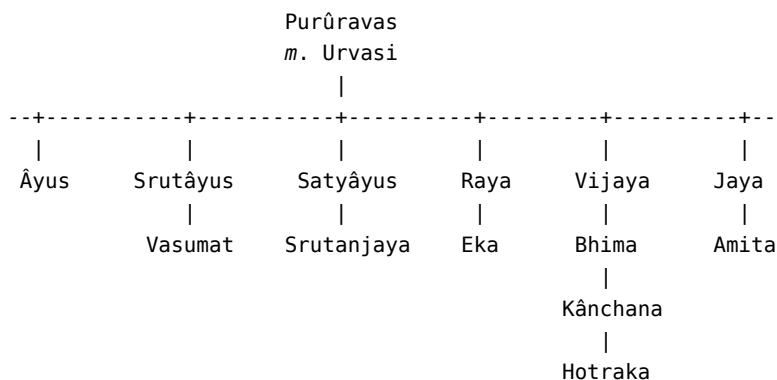 Purûravas
m. Urvasi
|
--+-----------+-----------+----------+---------+----------+--
| | | | | |
Âyus Srutâyus Satyâyus Raya Vijaya Jaya
| | | | |
Vasumat Srutanjaya Eka Bhima Amita
|
Kânchana
|
Hotraka